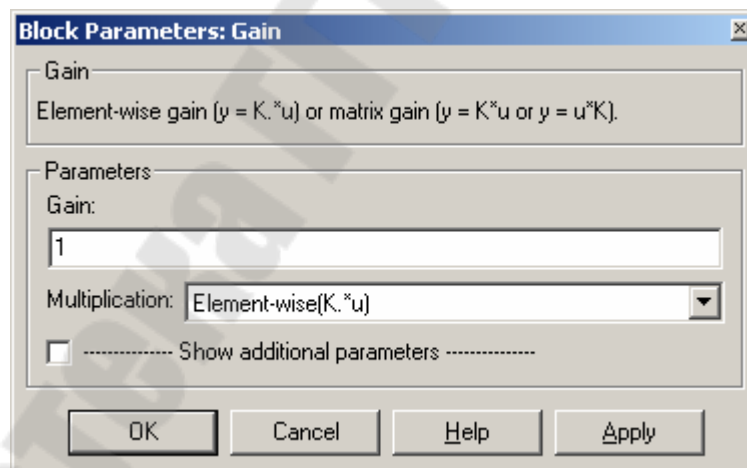 Block Parameters: Gain
Gain
Element-wise gain (y = K.*u) or matrix gain (y = K*u or y = u*K).
Parameters
Gain:
1
Multiplication: Element-wise(K.*u)
-------------- Show additional parameters --------------
OK Cancel Help Apply